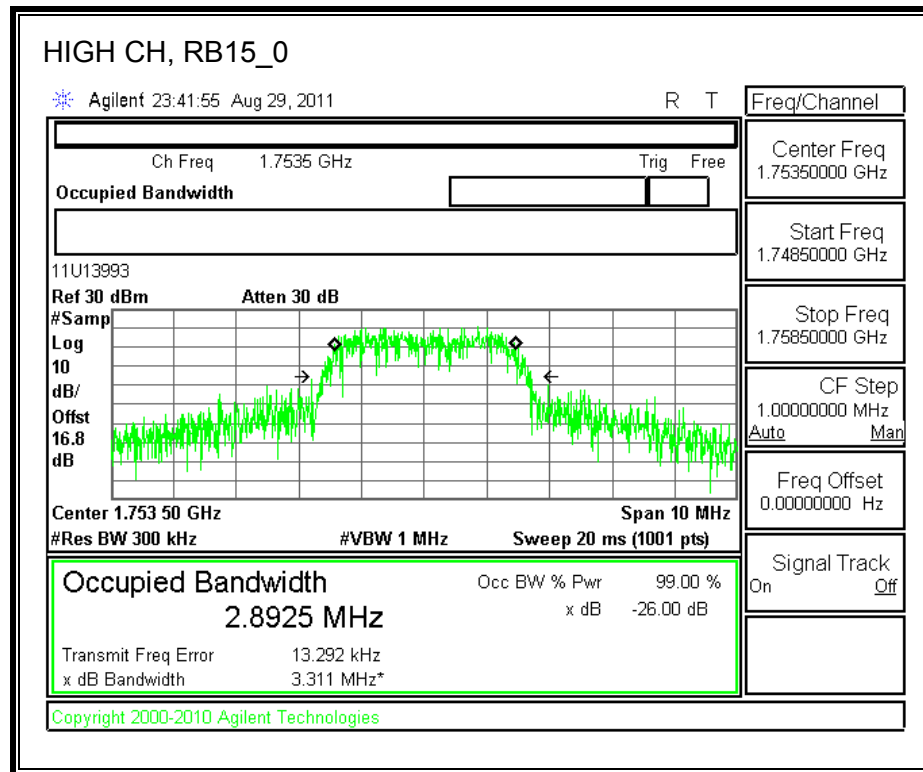 HIGH CH, RB15_0
Agilent 23:41:55 Aug 29, 2011 R T
Freq/Channel
Ch Freq 1.7535 GHz Trig Free
Occupied Bandwidth
Center Freq
1.75350000 GHz
Start Freq
1.74850000 GHz
11U13993
Ref 30 dBm Atten 30 dB
#Samp
Log
10
dB/
Offst
16.8
dB
Stop Freq
1.75850000 GHz
CF Step
1.00000000 MHz
Auto Man
Freq Offset
0.00000000 Hz
Center 1.753 50 GHz Span 10 MHz
#Res BW 300 kHz #VBW 1 MHz Sweep 20 ms (1001 pts)
Signal Track
On Off
Occupied Bandwidth
2.8925 MHz
Occ BW % Pwr 99.00 %
x dB -26.00 dB
Transmit Freq Error 13.292 kHz
x dB Bandwidth 3.311 MHz*
Copyright 2000-2010 Agilent Technologies